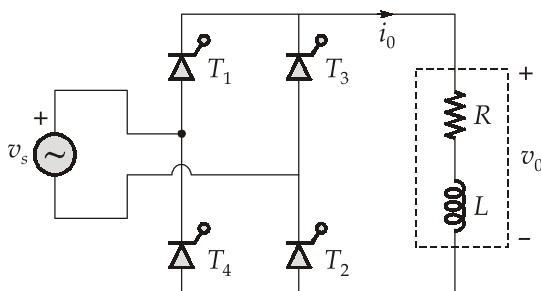 i₀
T₁
T₃
+
+
R
vₛ
v₀
L
T₄
T₂
−